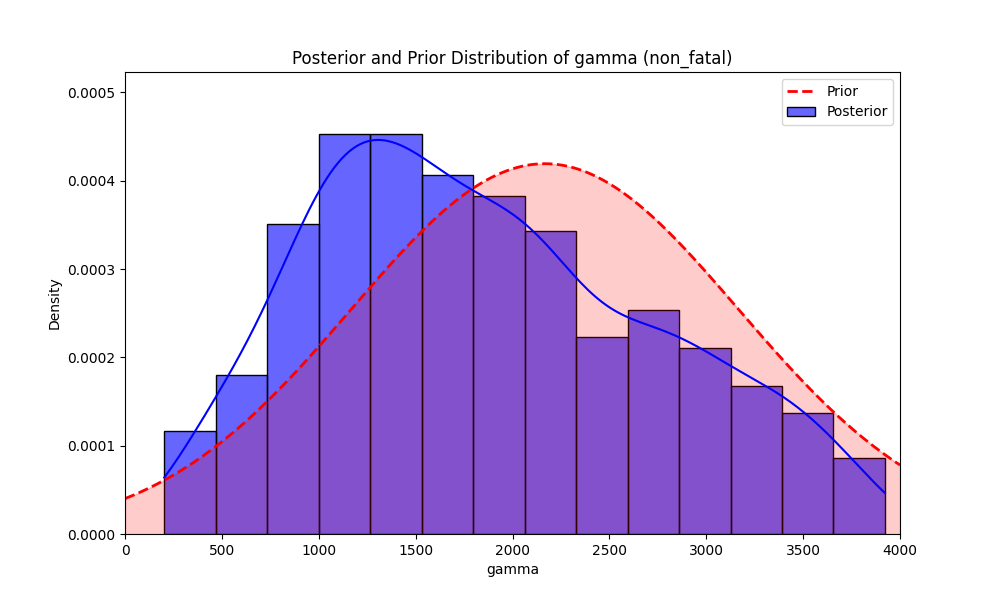 Posterior and Prior Distribution of gamma (non_fatal)
Prior
Posterior
Density
0.0005
0.0004
0.0003
0.0002
0.0001
0.0000
0 500 1000 1500 2000 2500 3000 3500 4000
gamma